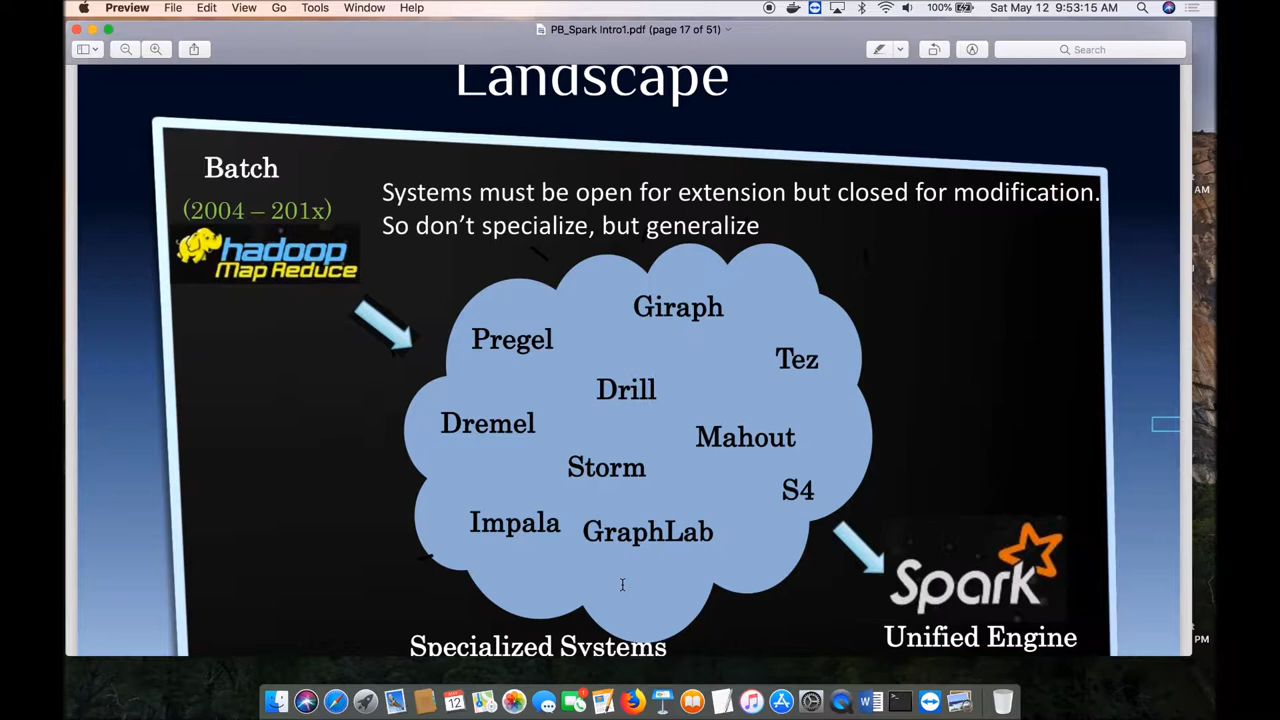 Preview File Edit View Go Tools Window Help 100% Sat May 12 9:53:15 AM
PB_Spark Intro1.pdf (page 17 of 51)
Search
Landscape
Batch
(2004 – 201x)
hadoop
Map Reduce
Systems must be open for extension but closed for modification.
So don't specialize, but generalize
Giraph
Pregel
Tez
Drill
Dremel
Mahout
Storm
S4
Impala
GraphLab
Spark
Unified Engine
Specialized Systems
AM
PM
12